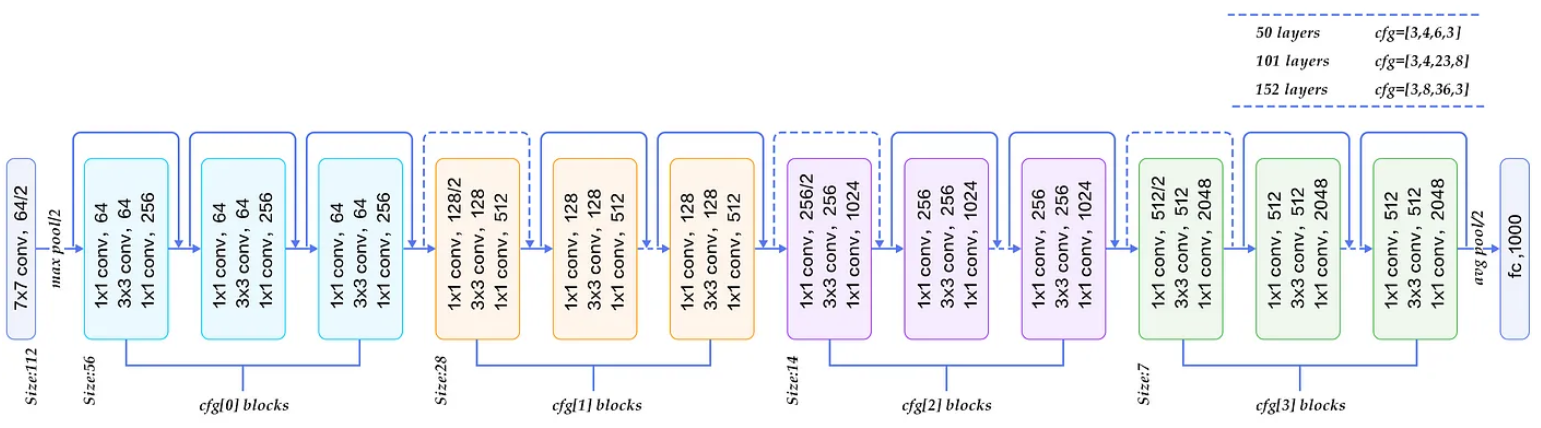 50 layers cfg=[3,4,6,3]
101 layers cfg=[3,4,23,8]
152 layers cfg=[3,8,36,3]
7x7 conv, 64/2
max pool/2
1x1 conv, 64
3x3 conv, 64
1x1 conv, 256
1x1 conv, 64
3x3 conv, 64
1x1 conv, 256
1x1 conv, 64
3x3 conv, 64
1x1 conv, 256
1x1 conv, 128/2
3x3 conv, 128
1x1 conv, 512
1x1 conv, 128
3x3 conv, 128
1x1 conv, 512
1x1 conv, 128
3x3 conv, 128
1x1 conv, 512
1x1 conv, 256/2
3x3 conv, 256
1x1 conv, 1024
1x1 conv, 256
3x3 conv, 256
1x1 conv, 1024
1x1 conv, 256
3x3 conv, 256
1x1 conv, 1024
1x1 conv, 512/2
3x3 conv, 512
1x1 conv, 2048
1x1 conv, 512
3x3 conv, 512
1x1 conv, 2048
1x1 conv, 512
3x3 conv, 512
1x1 conv, 2048
avg pool/2
fc ,1000
Size:112
Size:56
cfg[0] blocks
Size:28
cfg[1] blocks
Size:14
cfg[2] blocks
Size:7
cfg[3] blocks